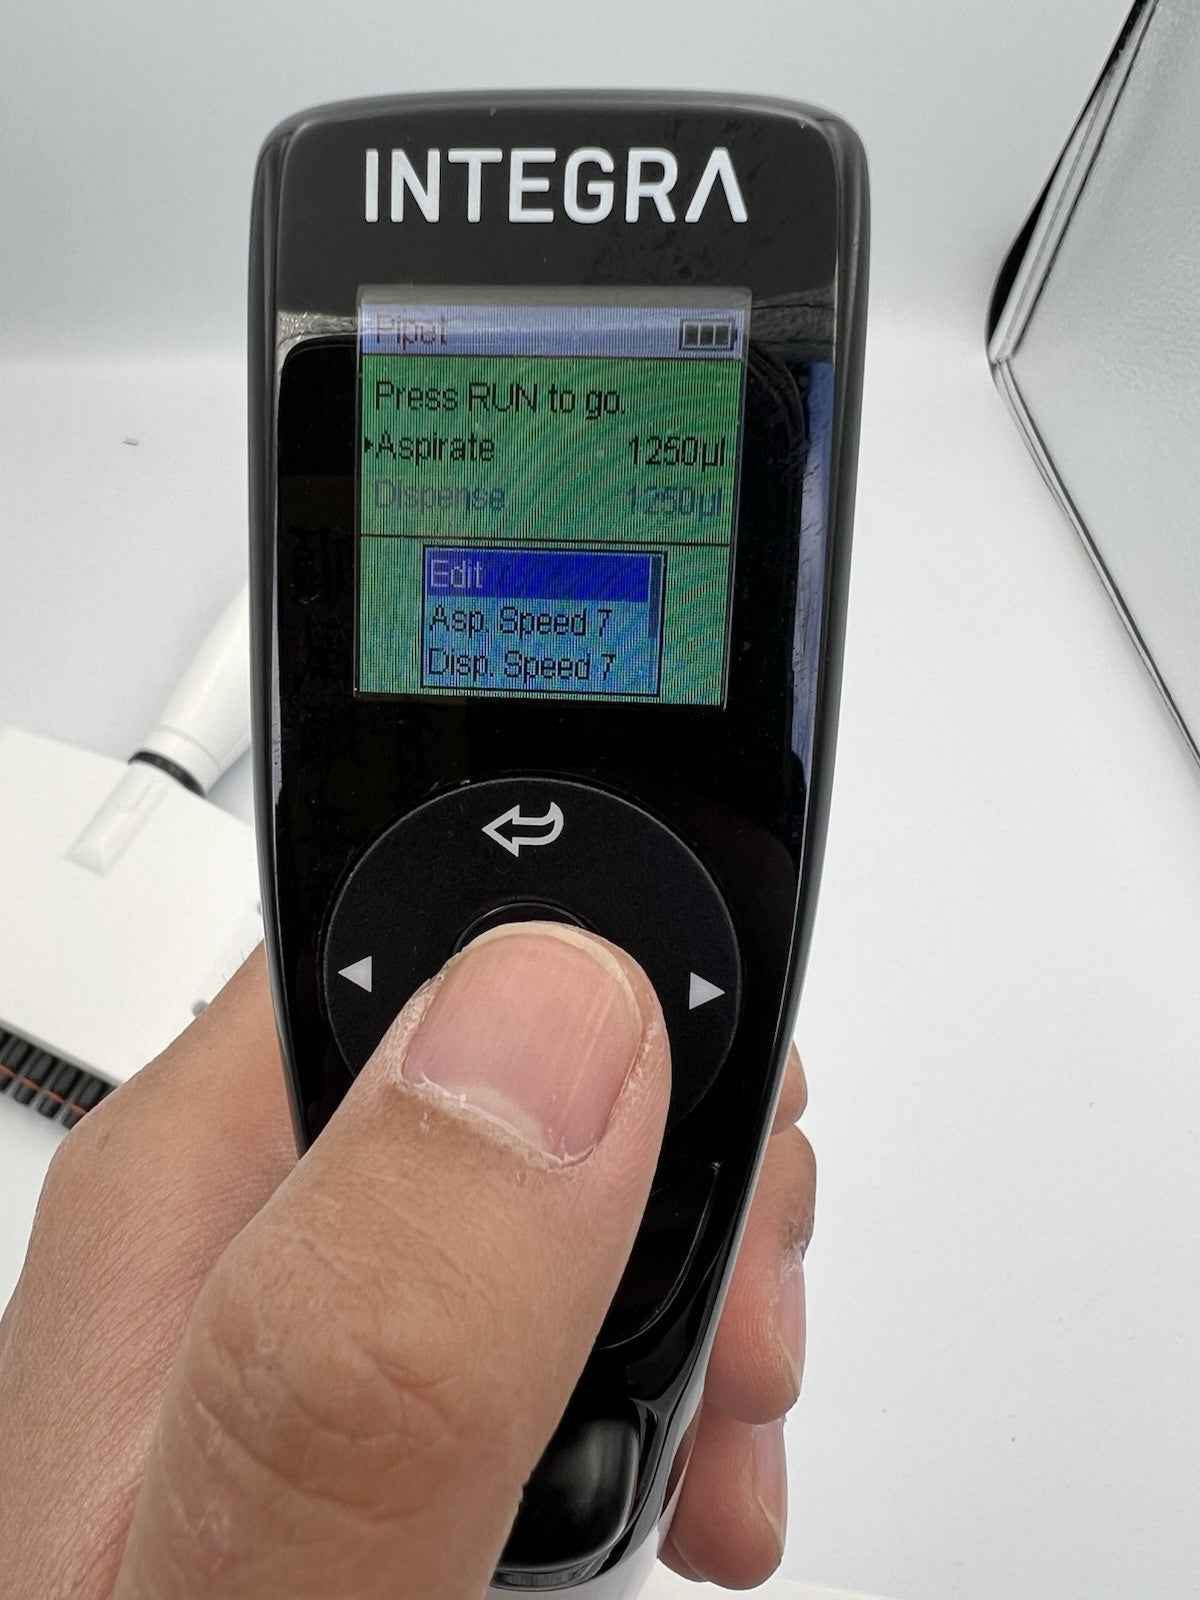 INTEGRA
Pipet
Press RUN to go.
Aspirate 1250µl
Dispense 1250µl
Edit
Asp. Speed 7
Disp. Speed 7